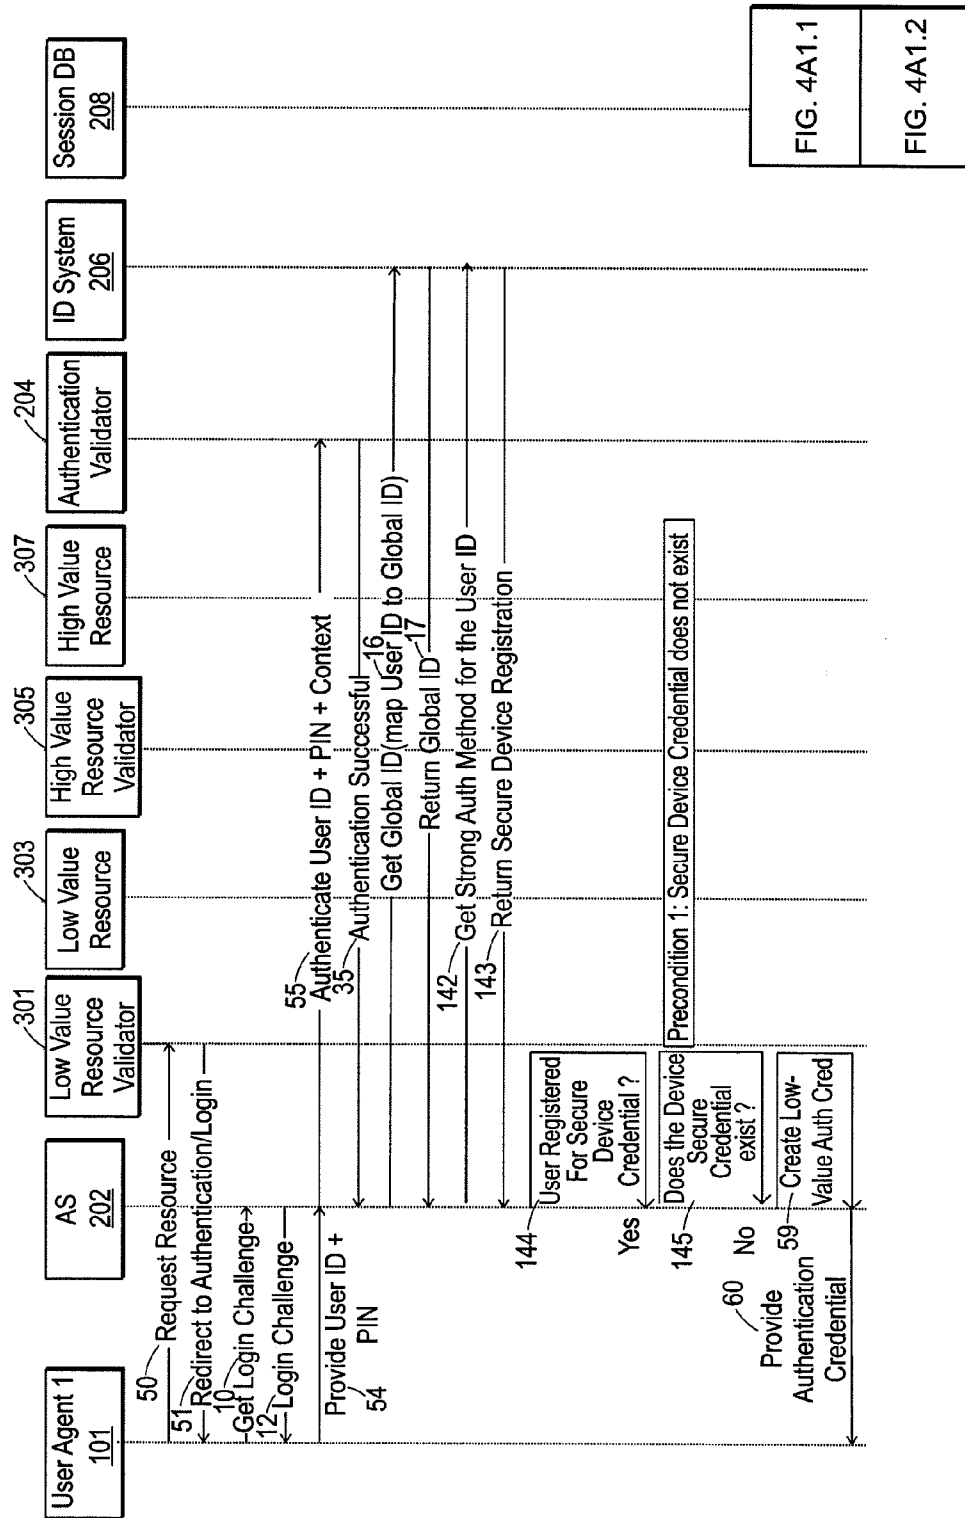 User Agent 1
101
AS
202
301
Low Value
Resource
Validator
303
Low Value
Resource
305
High Value
Resource
Validator
307
High Value
Resource
204
Authentication
Validator
ID System
206
Session DB
208
50
Request Resource
51
Redirect to Authentication/Login
10
Get Login Challenge
12
Login Challenge
Provide User ID +
PIN
54
55
Authenticate User ID + PIN + Context
35
Authentication Successful
16
Get Global ID(map User ID to Global ID)
17
Return Global ID
142
Get Strong Auth Method for the User ID
143
Return Secure Device Registration
144
User Registered
For Secure
Device
Credential ?
Yes
145
Does the Device
Secure
Credential
exist ?
No
Precondition 1: Secure Device Credential does not exist
59
Create Low-
Value Auth Cred
60
Provide
Authentication
Credential
FIG. 4A1.1
FIG. 4A1.2